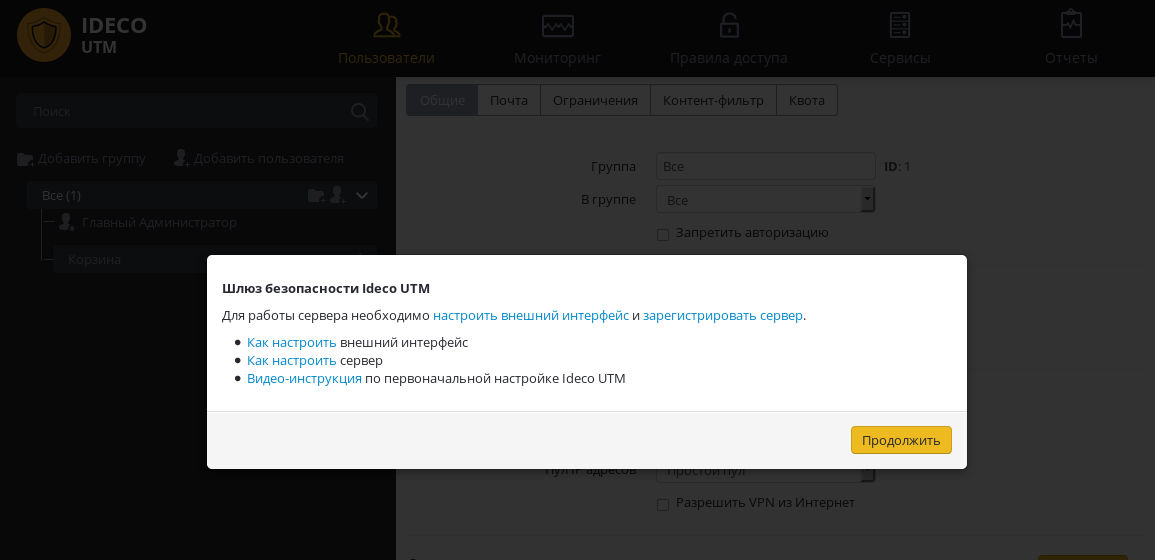 IDECO
UTM
Пользователи
Мониторинг
Правила доступа
Сервисы
Отчеты
Поиск
Добавить группу
Добавить пользователя
Все (1)
Главный Администратор
Корзина
Общие
Почта
Ограничения
Контент-фильтр
Квота
Группа
Все
ID: 1
В группе
Все
Запретить авторизацию
Шлюз безопасности Ideco UTM
Для работы сервера необходимо настроить внешний интерфейс и зарегистрировать сервер.
Как настроить внешний интерфейс
Как настроить сервер
Видео-инструкция по первоначальной настройке Ideco UTM
Продолжить
Пул IP адресов
Простой пул
Разрешить VPN из Интернет